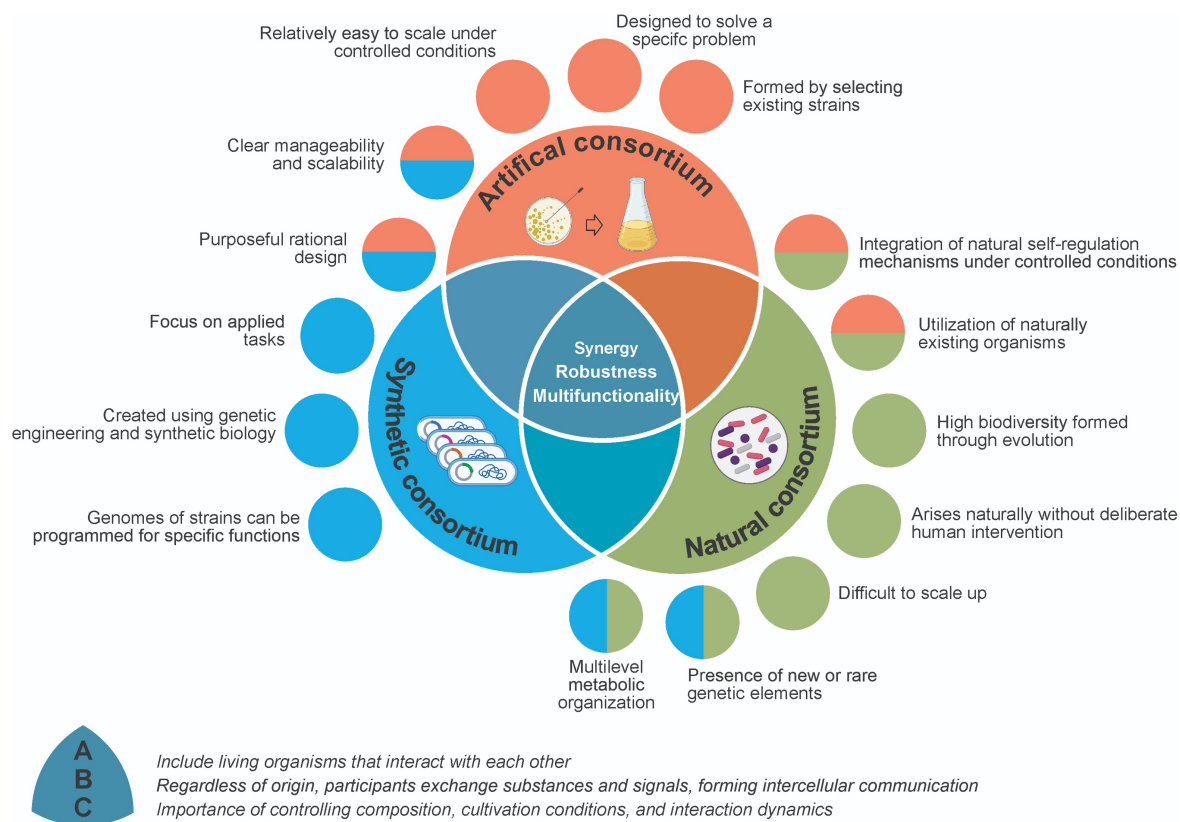 Relatively easy to scale under
controlled conditions
Designed to solve a
specifc problem
Formed by selecting
existing strains
Clear manageability
and scalability
Artifical consortium
Purposeful rational
design
Integration of natural self-regulation
mechanisms under controlled conditions
Focus on applied
tasks
Utilization of naturally
existing organisms
Synergy
Robustness
Multifunctionality
Synthetic consortium
Natural consortium
Created using genetic
engineering and synthetic biology
High biodiversity formed
through evolution
Genomes of strains can be
programmed for specific functions
Arises naturally without deliberate
human intervention
Difficult to scale up
Multilevel
metabolic
organization
Presence of new or rare
genetic elements
A
B
C
Include living organisms that interact with each other
Regardless of origin, participants exchange substances and signals, forming intercellular communication
Importance of controlling composition, cultivation conditions, and interaction dynamics